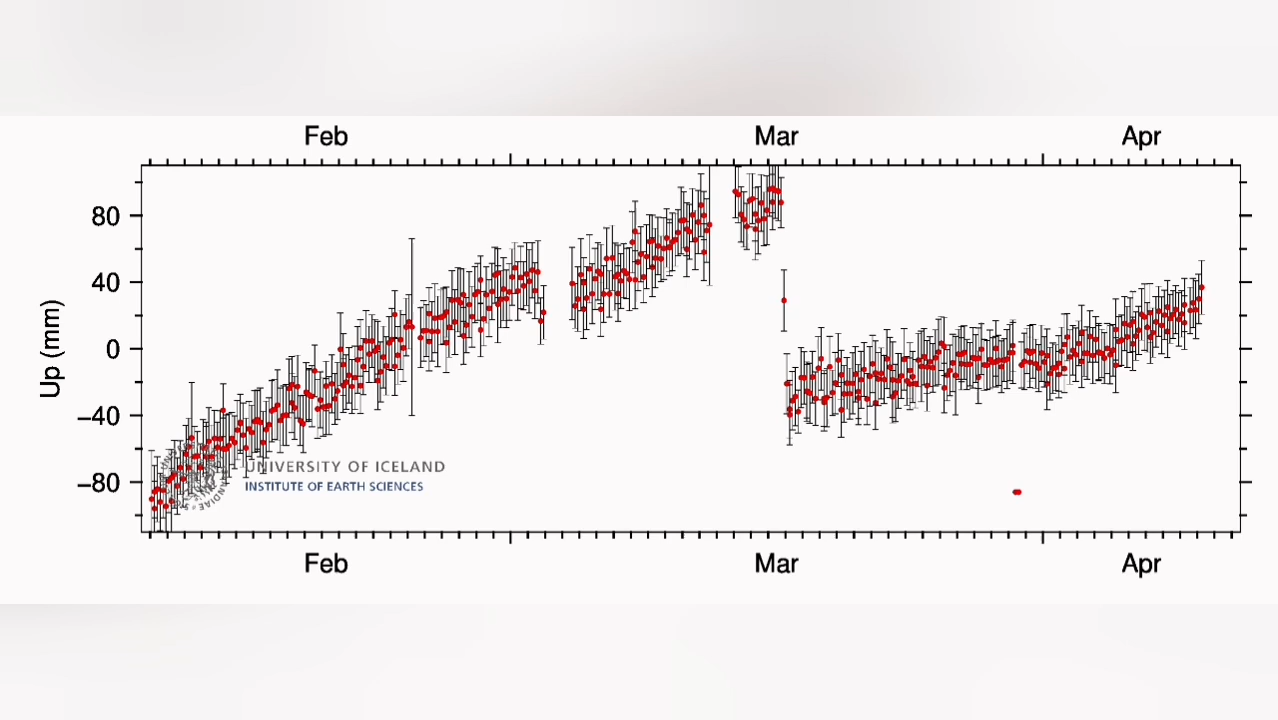 Feb Mar Apr
80
40
0
−40
−80
Up (mm)
UNIVERSITY OF ICELAND
INSTITUTE OF EARTH SCIENCES
Feb Mar Apr